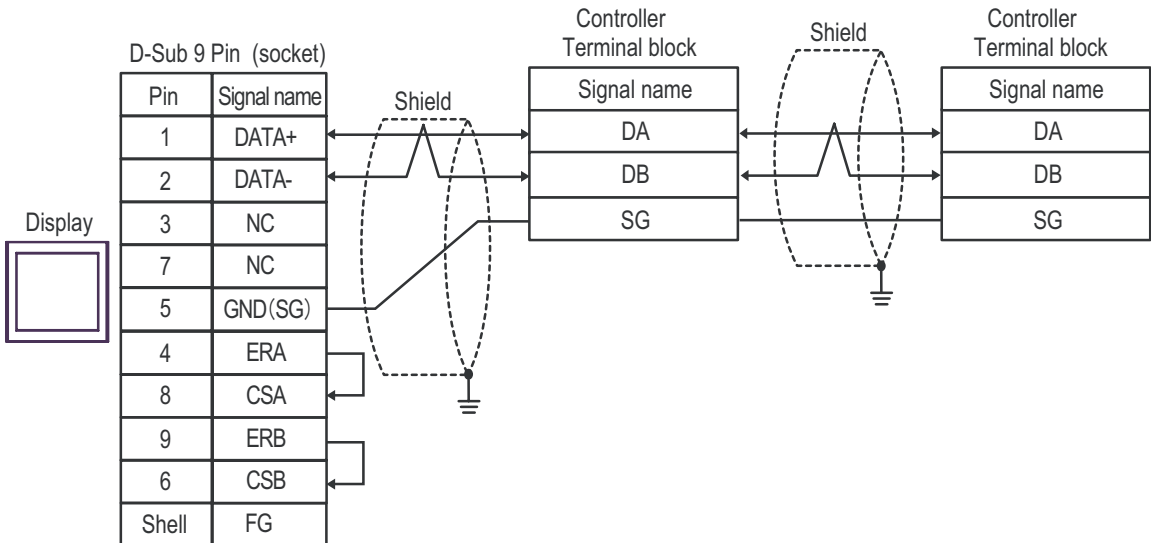 Display
D-Sub 9 Pin (socket)
Pin Signal name
1 DATA+
2 DATA-
3 NC
7 NC
5 GND(SG)
4 ERA
8 CSA
9 ERB
6 CSB
Shell FG
Shield
Controller
Terminal block
Signal name
DA
DB
SG
Shield
Controller
Terminal block
Signal name
DA
DB
SG